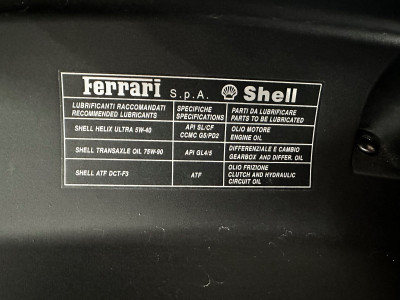 Ferrari S.p.A. Shell
LUBRIFICANTI RACCOMANDATI
RECOMMENDED LUBRICANTS
SPECIFICHE
SPECIFICATIONS
PARTI DA LUBRIFICARE
PARTS TO BE LUBRICATED
SHELL HELIX ULTRA 5W-40
API SL/CF
CCMC G5/PD2
OLIO MOTORE
ENGINE OIL
SHELL TRANSAXLE OIL 75W-90
API GL4/5
DIFFERENZIALE E CAMBIO
GEARBOX AND DIFFER. OIL
SHELL ATF DCT-F3
ATF
OLIO FRIZIONE
CLUTCH AND HYDRAULIC
CIRCUIT OIL